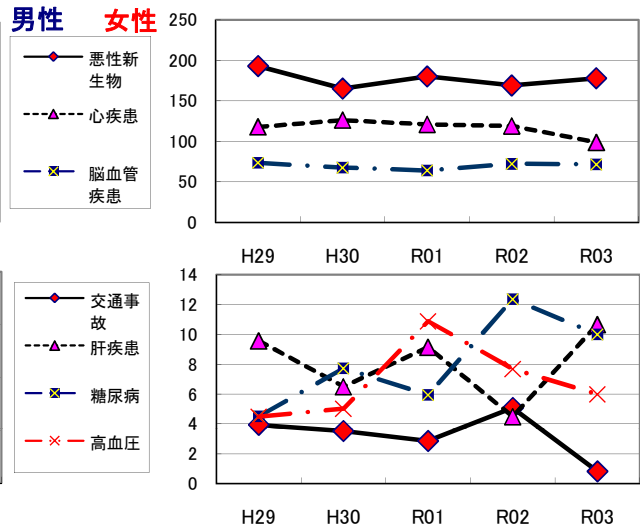 男性 女性
悪性新
生物
心疾患
脳血管
疾患
250
200
150
100
50
0
H29 H30 R01 R02 R03
交通事
故
肝疾患
糖尿病
高血圧
14
12
10
8
6
4
2
0
H29 H30 R01 R02 R03